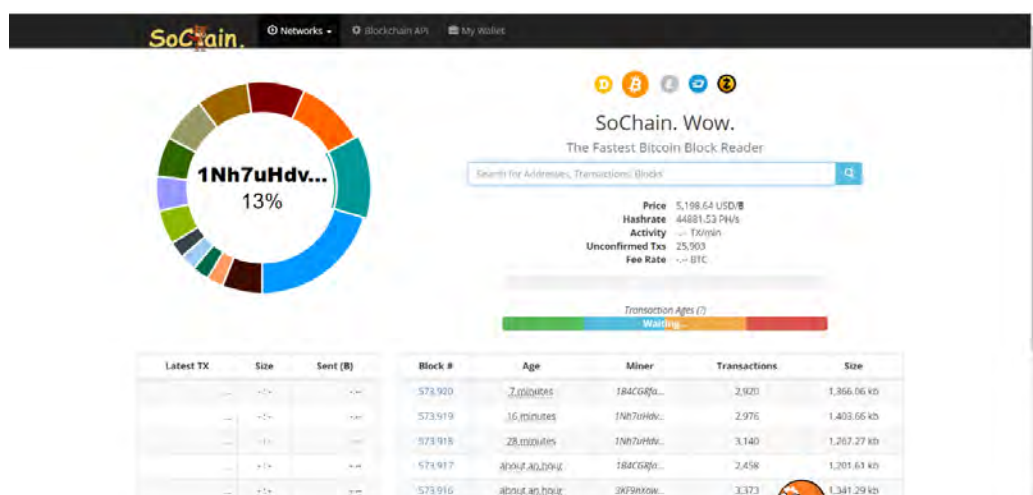 SoChain.
Networks
Blockchain API
My Wallet
1Nh7uHdv...
13%
SoChain. Wow.
The Fastest Bitcoin Block Reader
Search for Addresses, Transactions, Blocks
Price 5,198.64 USD/B
Hashrate 44881.53 PH/s
Activity -.-- TX/min
Unconfirmed Txs 25,903
Fee Rate -.-- BTC
Transaction Ages (?)
Waiting...
Latest TX Size Sent (B)
... -.-- -.--
... -.-- -.--
... -.-- -.--
... -.-- -.--
... -.-- -.--
Block # Age Miner Transactions Size
573,920 7 minutes 1B4CG8fa... 2,920 1,366.06 kb
573,919 16 minutes 1Nh7uHdv... 2,976 1,403.66 kb
573,918 28 minutes 1Nh7uHdv... 3,140 1,267.27 kb
573,917 about an hour 1B4CG8fa... 2,458 1,201.61 kb
573,916 about an hour 3,373 1,341.29 kb